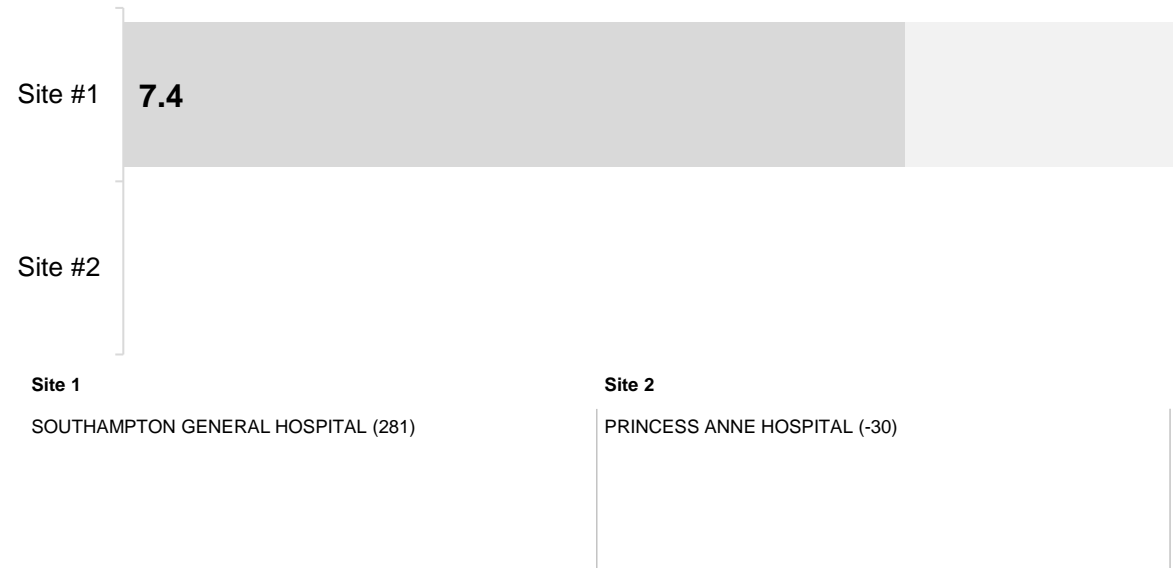 Site #1
7.4
Site #2
Site 1
Site 2
SOUTHAMPTON GENERAL HOSPITAL (281)
PRINCESS ANNE HOSPITAL (-30)